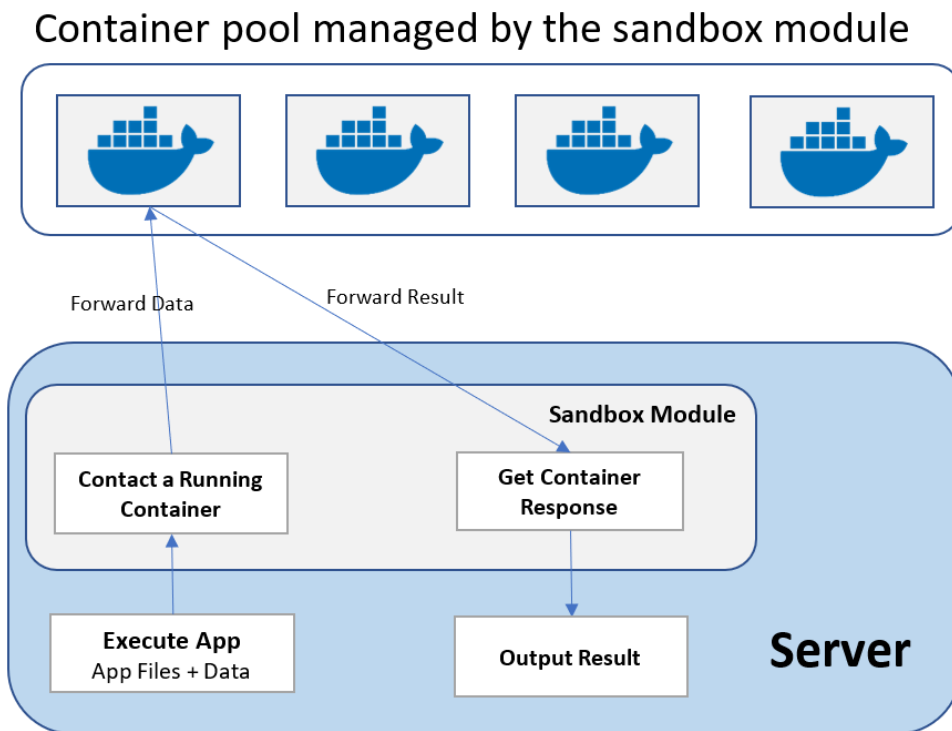 Container pool managed by the sandbox module
Forward Data
Forward Result
Sandbox Module
Contact a Running
Container
Get Container
Response
Execute App
App Files + Data
Output Result
Server